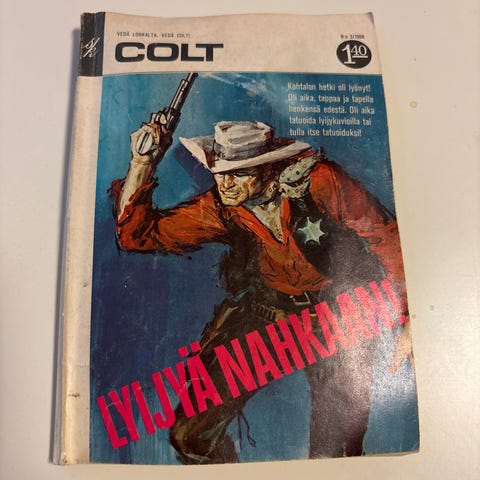 VEDÄ LONKALTA, VEDÄ COLT!
COLT
N:o 3/1966
1:40
Kohtalon hetki oli lyönyt!
Oli aika, tappaa ja tapella
henkensä edestä. Oli aika
tatuoida lyijykuvioilla tai
tulla itse tatuoiduksi!
LYIJYÄ NAHKAAN!